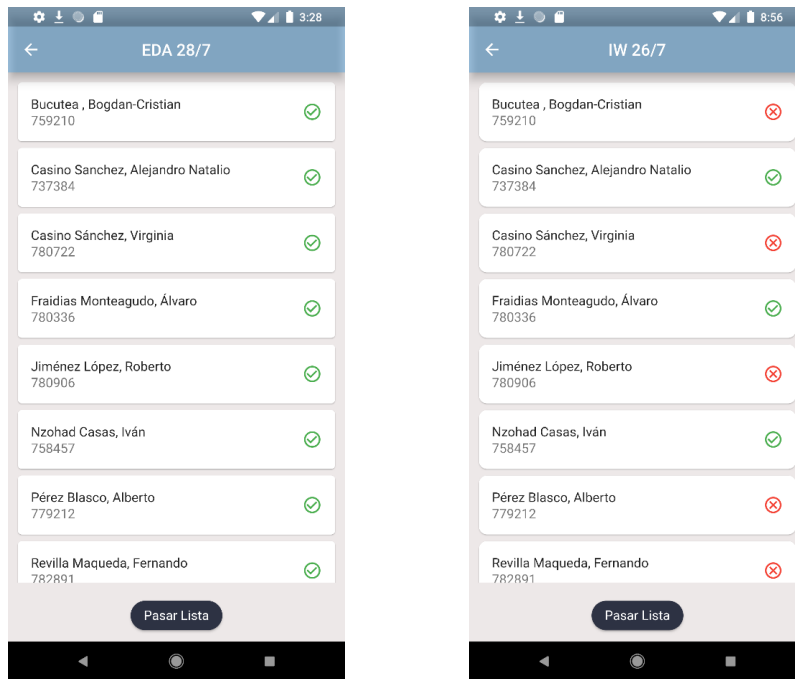 3:28
EDA 28/7
Bucutea , Bogdan-Cristian
759210
Casino Sanchez, Alejandro Natalio
737384
Casino Sánchez, Virginia
780722
Fraidias Monteagudo, Álvaro
780336
Jiménez López, Roberto
780906
Nzohad Casas, Iván
758457
Pérez Blasco, Alberto
779212
Revilla Maqueda, Fernando
782891
Pasar Lista
8:56
IW 26/7
Bucutea , Bogdan-Cristian
759210
Casino Sanchez, Alejandro Natalio
737384
Casino Sánchez, Virginia
780722
Fraidias Monteagudo, Álvaro
780336
Jiménez López, Roberto
780906
Nzohad Casas, Iván
758457
Pérez Blasco, Alberto
779212
Revilla Maqueda, Fernando
782891
Pasar Lista